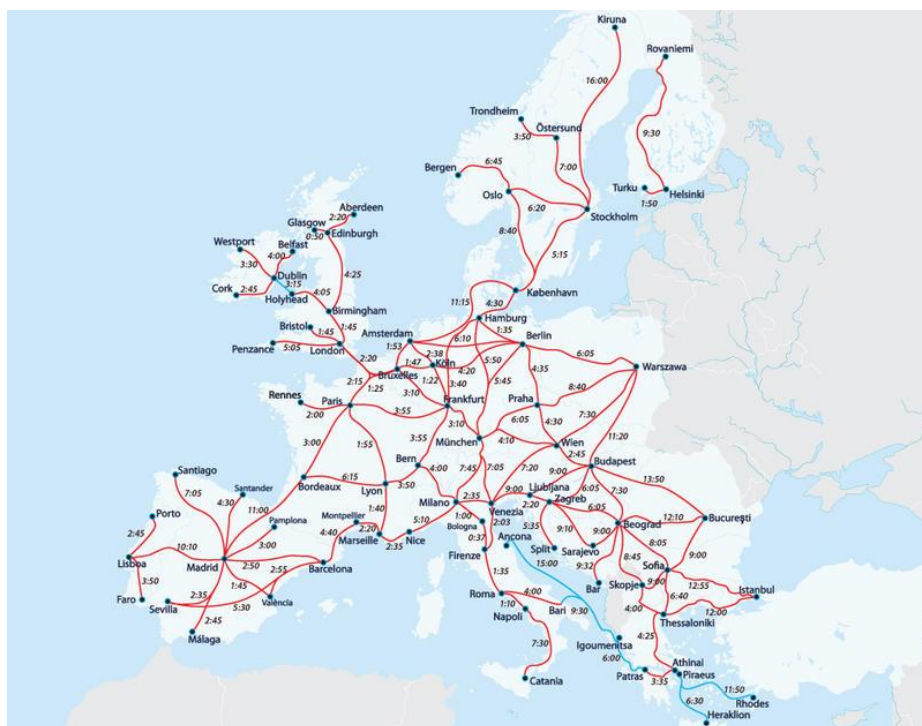 Kiruna
Rovaniemi
16:00
Trondheim
Östersund
3:50
9:30
7:00
Bergen
6:45
Oslo
Turku
Helsinki
1:50
6:20
Stockholm
Aberdeen
2:20
Glasgow
0:50
Edinburgh
8:40
Westport
Belfast
4:00
3:30
5:15
Dublin
3:15
4:25
Cork
2:45
Holyhead
4:05
København
11:15
4:30
Birmingham
Hamburg
Bristol
1:45
1:45
Amsterdam
6:10
1:35
Berlin
Penzance
5:05
London
1:53
2:38
2:20
1:47
Köln
5:50
6:05
Bruxelles
4:20
Warszawa
2:15
1:25
1:22
3:40
5:45
4:35
8:40
Rennes
Paris
3:10
Frankfurt
Praha
2:00
3:55
3:10
6:05
4:30
7:30
1:55
3:55
München
4:10
Wien
11:20
3:00
Bern
2:45
Budapest
4:00
7:45
7:05
7:20
9:00
Santiago
6:15
3:50
Ljubljana
6:05
13:50
Santander
Bordeaux
Lyon
Milano
2:35
9:00
Venezia
2:20
Zagreb
7:30
7:05
4:30
11:00
1:40
Bologna
1:00
2:03
6:05
Porto
Pamplona
Montpellier
5:10
Ancona
5:35
Beograd
12:10
Bucureşti
2:45
3:00
4:40
2:20
Marseille
2:35
Nice
0:37
9:10
9:00
8:05
Lisboa
10:10
Madrid
2:50
2:55
Barcelona
Firenze
15:00
Split
Sarajevo
8:45
9:00
3:50
1:45
1:35
9:32
Sofia
2:35
5:30
València
Bar
Skopje
9:00
12:55
Istanbul
Faro
Sevilla
Roma
4:00
6:40
1:10
Bari
9:30
4:00
12:00
2:45
Napoli
Thessaloniki
Málaga
7:30
Igoumenitsa
4:25
6:00
Catania
Patras
3:35
Athinai
Piraeus
11:50
Rhodes
6:30
Heraklion